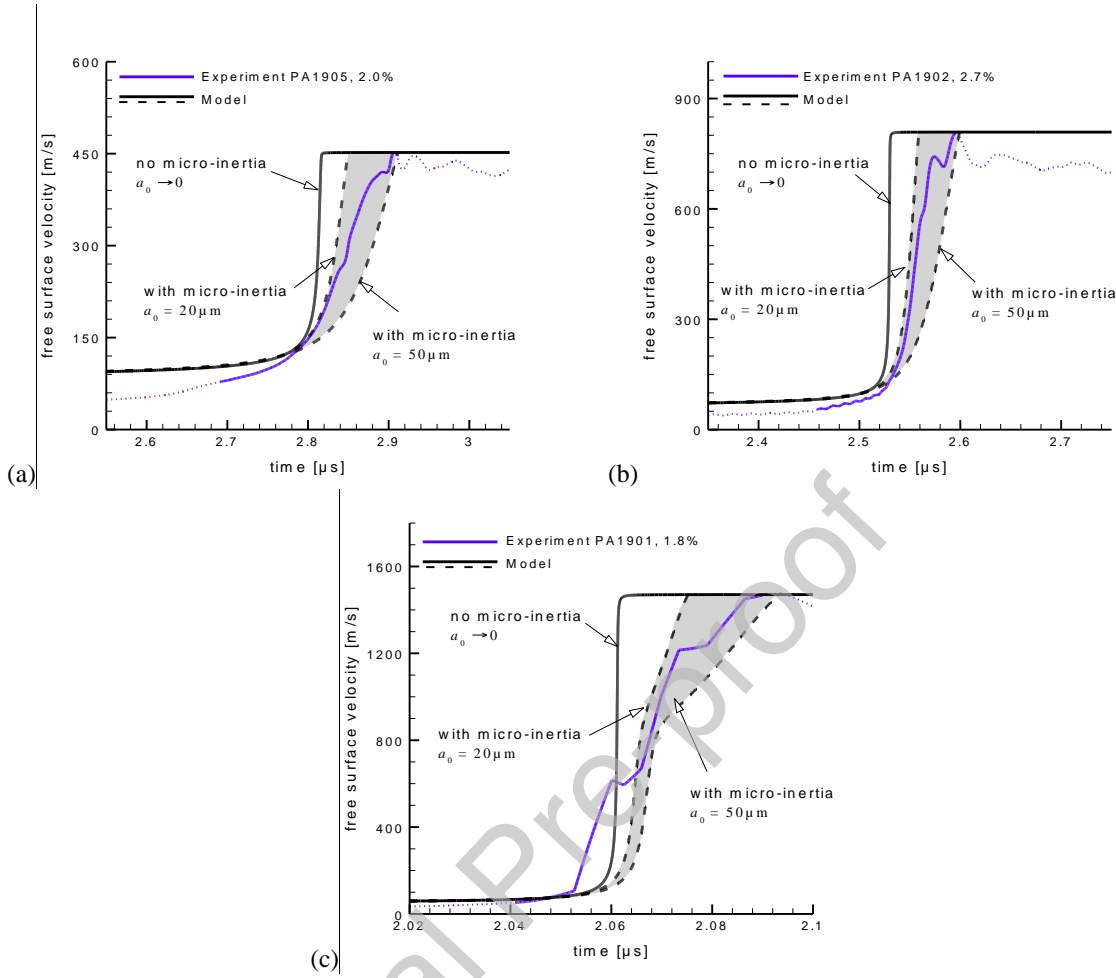 600
450
300
150
0
free surface velocity [m/s]
Experiment PA1905, 2.0%
Model
no micro-inertia
a₀ →0
with micro-inertia
a₀ = 20µm
with micro-inertia
a₀ = 50µm
2.6 2.7 2.8 2.9 3
time [µs]
(a)
900
600
300
0
free surface velocity [m/s]
Experiment PA1902, 2.7%
Model
no micro-inertia
a₀ →0
with micro-inertia
a₀ = 20µm
with micro-inertia
a₀ = 50µm
2.4 2.5 2.6 2.7
time [µs]
(b)
1600
1200
800
400
0
free surface velocity [m/s]
Experiment PA1901, 1.8%
Model
no micro-inertia
a₀ →0
with micro-inertia
a₀ = 20µm
with micro-inertia
a₀ = 50µm
2.02 2.04 2.06 2.08 2.1
time [µs]
(c)
al Pre-proof